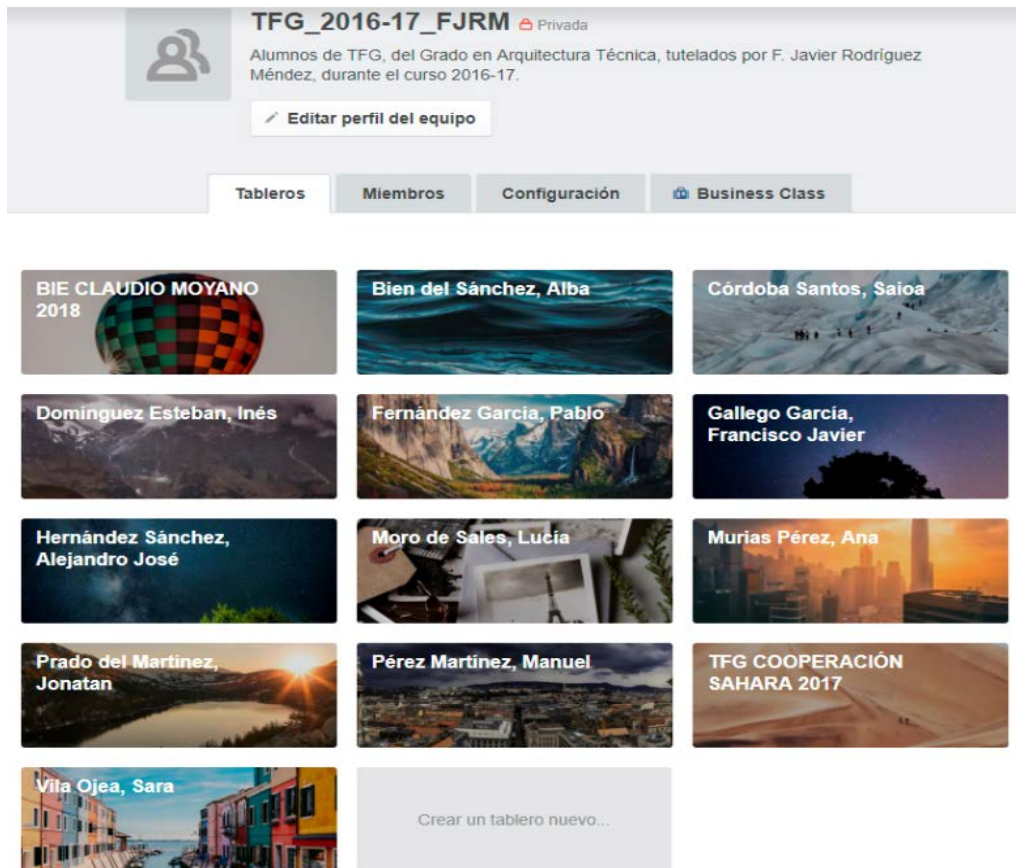 TFG_2016-17_FJRM Privada
Alumnos de TFG, del Grado en Arquitectura Técnica, tutelados por F. Javier Rodríguez
Méndez, durante el curso 2016-17.
Editar perfil del equipo
Tableros Miembros Configuración Business Class
BIE CLAUDIO MOYANO
2018
Bien del Sánchez, Alba
Córdoba Santos, Saioa
Domínguez Esteban, Inés
Fernández García, Pablo
Gallego García,
Francisco Javier
Hernández Sánchez,
Alejandro José
Moro de Sales, Lucía
Murias Pérez, Ana
Prado del Martínez,
Jonatan
Pérez Martínez, Manuel
TFG COOPERACIÓN
SAHARA 2017
Vila Ojea, Sara
Crear un tablero nuevo...